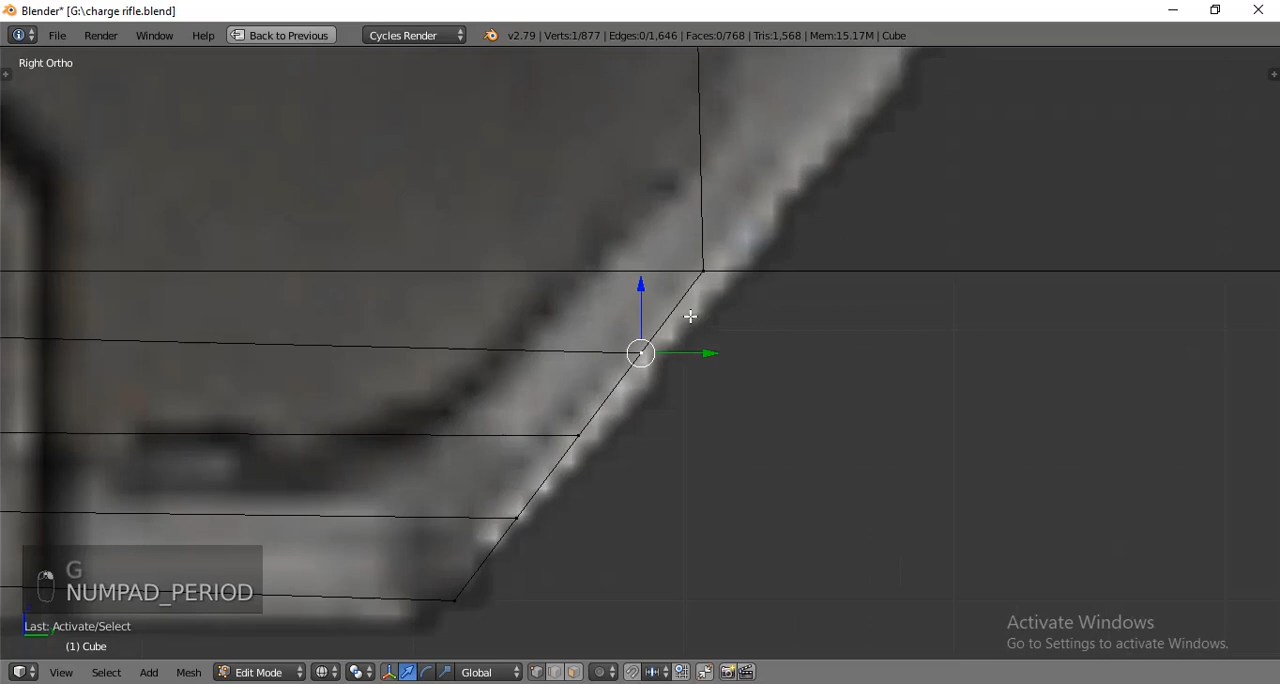 Blender* [G:\charge rifle.blend]
File Render Window Help Back to Previous Cycles Render v2.79 | Verts:1/877 | Edges:0/1,646 | Faces:0/768 | Tris:1,568 | Mem:15.17M | Cube
Right Ortho
G
NUMPAD_PERIOD
Last: Activate/Select
(1) Cube
Activate Windows
Go to Settings to activate Windows.
View Select Add Mesh Edit Mode Global